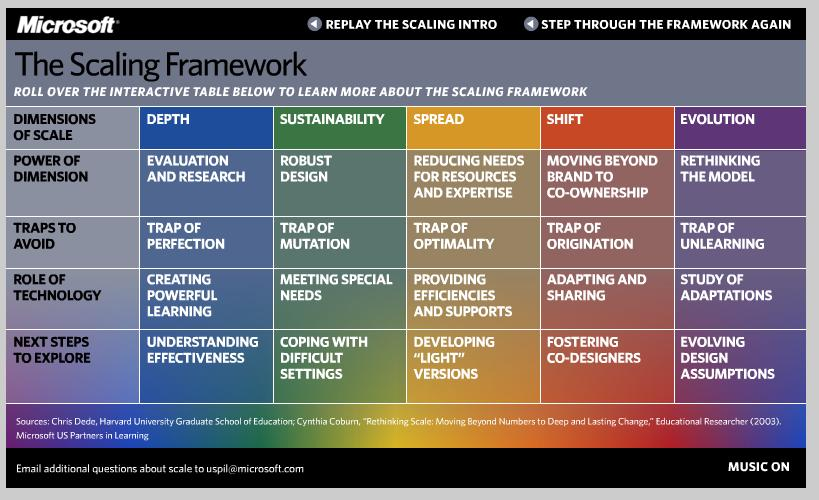 Microsoft®
REPLAY THE SCALING INTRO
STEP THROUGH THE FRAMEWORK AGAIN
The Scaling Framework
ROLL OVER THE INTERACTIVE TABLE BELOW TO LEARN MORE ABOUT THE SCALING FRAMEWORK
DIMENSIONS
OF SCALE
DEPTH
SUSTAINABILITY
SPREAD
SHIFT
EVOLUTION
POWER OF
DIMENSION
EVALUATION
AND RESEARCH
ROBUST
DESIGN
REDUCING NEEDS
FOR RESOURCES
AND EXPERTISE
MOVING BEYOND
BRAND TO
CO-OWNERSHIP
RETHINKING
THE MODEL
TRAPS TO
AVOID
TRAP OF
PERFECTION
TRAP OF
MUTATION
TRAP OF
OPTIMALITY
TRAP OF
ORIGINATION
TRAP OF
UNLEARNING
ROLE OF
TECHNOLOGY
CREATING
POWERFUL
LEARNING
MEETING SPECIAL
NEEDS
PROVIDING
EFFICIENCIES
AND SUPPORTS
ADAPTING AND
SHARING
STUDY OF
ADAPTATIONS
NEXT STEPS
TO EXPLORE
UNDERSTANDING
EFFECTIVENESS
COPING WITH
DIFFICULT
SETTINGS
DEVELOPING
“LIGHT”
VERSIONS
FOSTERING
CO-DESIGNERS
EVOLVING
DESIGN
ASSUMPTIONS
Sources: Chris Dede, Harvard University Graduate School of Education; Cynthia Coburn, “Rethinking Scale: Moving Beyond Numbers to Deep and Lasting Change,” Educational Researcher (2003).
Microsoft US Partners in Learning
Email additional questions about scale to uspil@microsoft.com
MUSIC ON